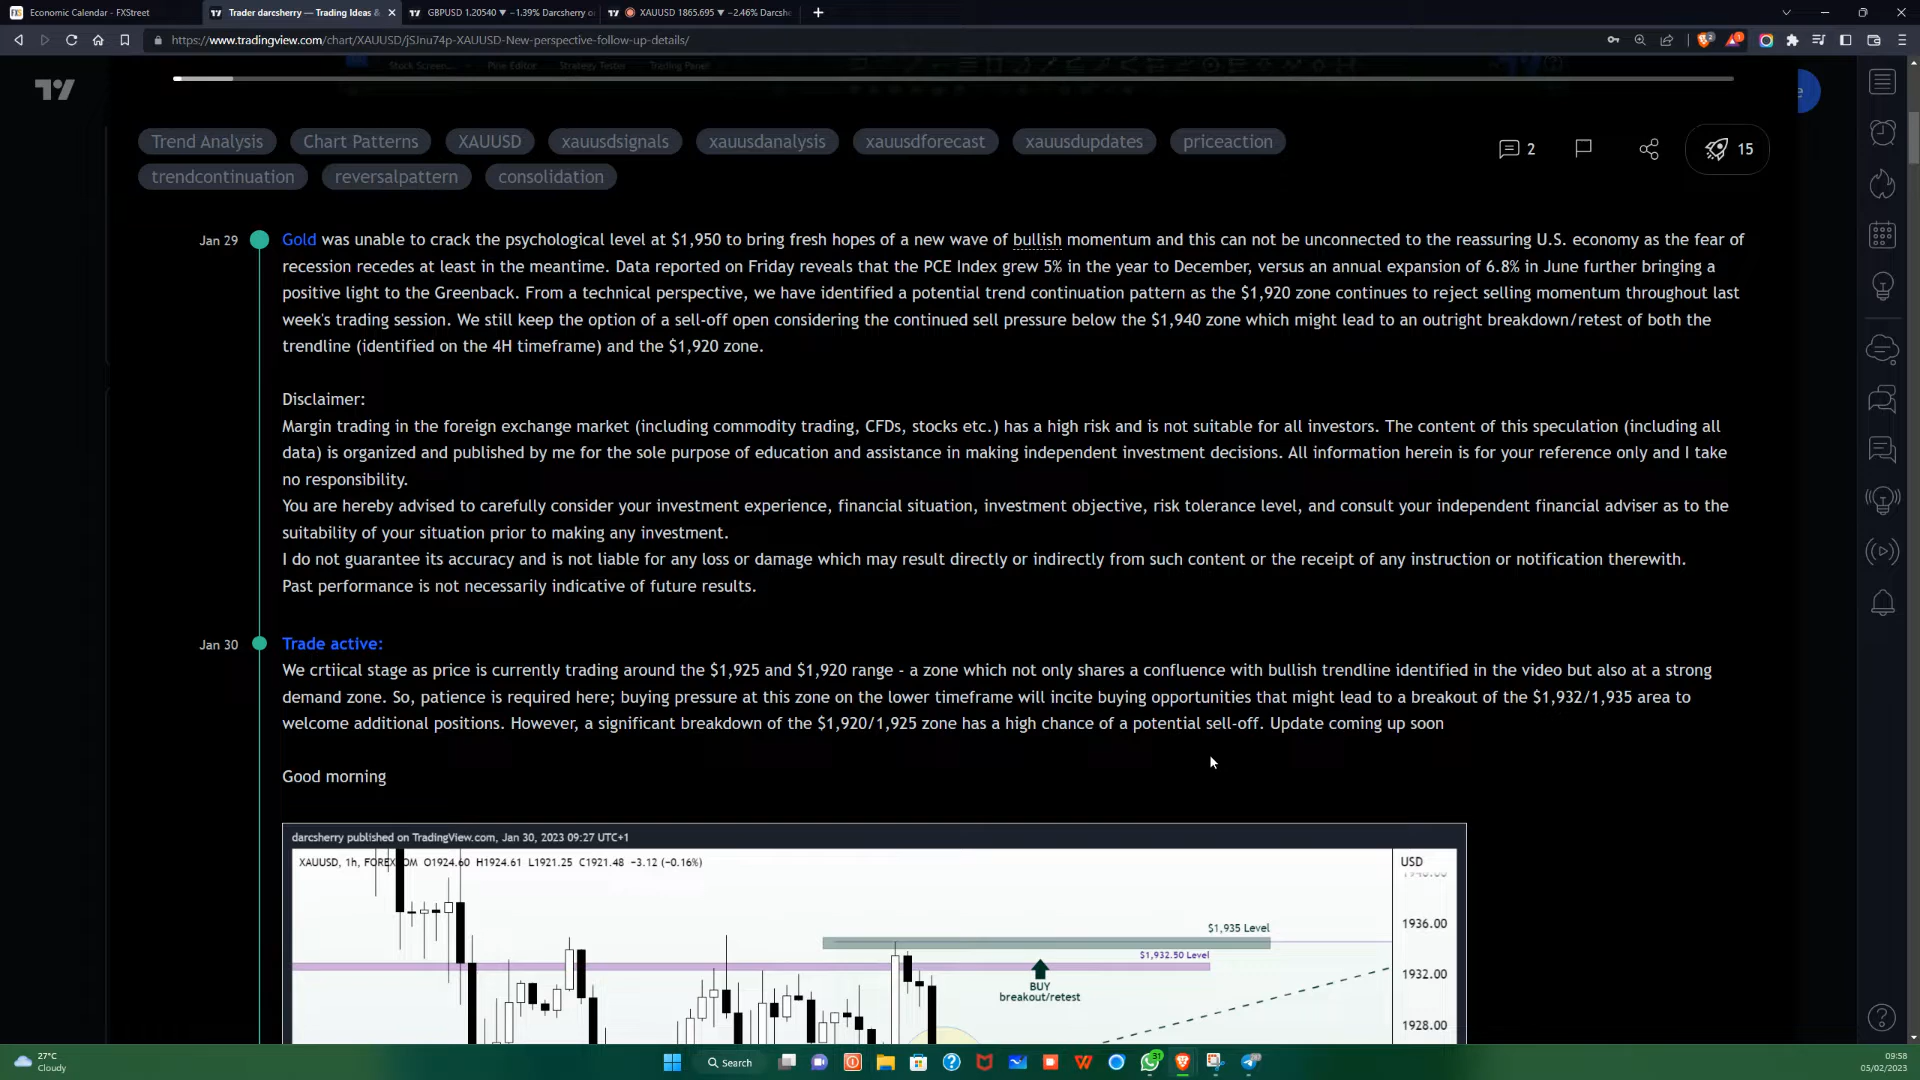 Economic Calendar - FXStreet
Trader darcsherry — Trading Ideas &
GBPUSD 1.20540 ▼ −1.39% Darcsherry
XAUUSD 1865.695 ▼ −2.46% Darcshe
https://www.tradingview.com/chart/XAUUSD/jSJnu74p-XAUUSD-New-perspective-follow-up-details/
Stock Screen... Pine Editor Strategy Tester Trading Panel
Trend Analysis Chart Patterns XAUUSD xauusdsignals xauusdanalysis xauusdforecast xauusdupdates priceaction
2 15
trendcontinuation reversalpattern consolidation
Jan 29 Gold was unable to crack the psychological level at $1,950 to bring fresh hopes of a new wave of bullish momentum and this can not be unconnected to the reassuring U.S. economy as the fear of
recession recedes at least in the meantime. Data reported on Friday reveals that the PCE Index grew 5% in the year to December, versus an annual expansion of 6.8% in June further bringing a
positive light to the Greenback. From a technical perspective, we have identified a potential trend continuation pattern as the $1,920 zone continues to reject selling momentum throughout last
week's trading session. We still keep the option of a sell-off open considering the continued sell pressure below the $1,940 zone which might lead to an outright breakdown/retest of both the
trendline (identified on the 4H timeframe) and the $1,920 zone.
Disclaimer:
Margin trading in the foreign exchange market (including commodity trading, CFDs, stocks etc.) has a high risk and is not suitable for all investors. The content of this speculation (including all
data) is organized and published by me for the sole purpose of education and assistance in making independent investment decisions. All information herein is for your reference only and I take
no responsibility.
You are hereby advised to carefully consider your investment experience, financial situation, investment objective, risk tolerance level, and consult your independent financial adviser as to the
suitability of your situation prior to making any investment.
I do not guarantee its accuracy and is not liable for any loss or damage which may result directly or indirectly from such content or the receipt of any instruction or notification therewith.
Past performance is not necessarily indicative of future results.
Jan 30 Trade active:
We crtiical stage as price is currently trading around the $1,925 and $1,920 range - a zone which not only shares a confluence with bullish trendline identified in the video but also at a strong
demand zone. So, patience is required here; buying pressure at this zone on the lower timeframe will incite buying opportunities that might lead to a breakout of the $1,932/1,935 area to
welcome additional positions. However, a significant breakdown of the $1,920/1,925 zone has a high chance of a potential sell-off. Update coming up soon
Good morning
darcsherry published on TradingView.com, Jan 30, 2023 09:27 UTC+1
XAUUSD, 1h, O1924.60 H1924.61 L1921.25 C1921.48 −3.12 (−0.16%)
USD
1936.00
$1,935 Level
$1,932.50 Level
1932.00
BUY
breakout/retest
1928.00
27°C
Cloudy
Search
31
09:58
05/02/2023